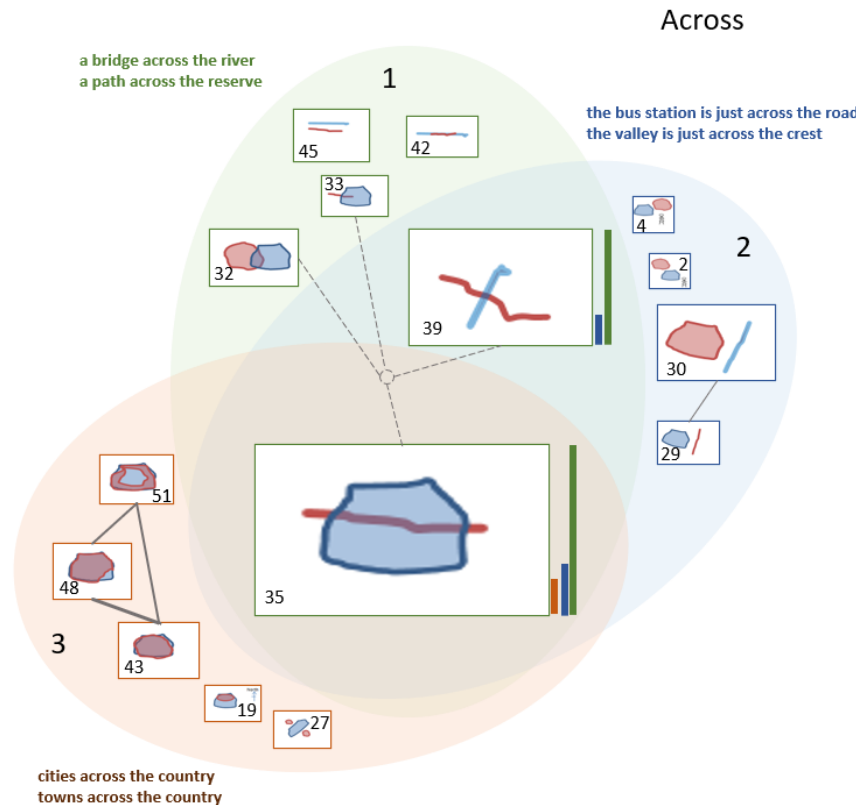 Across
a bridge across the river
a path across the reserve
1
the bus station is just across the road
the valley is just across the crest
45
42
33
4
2
2
32
39
30
29
51
35
48
3
43
19
27
cities across the country
towns across the country